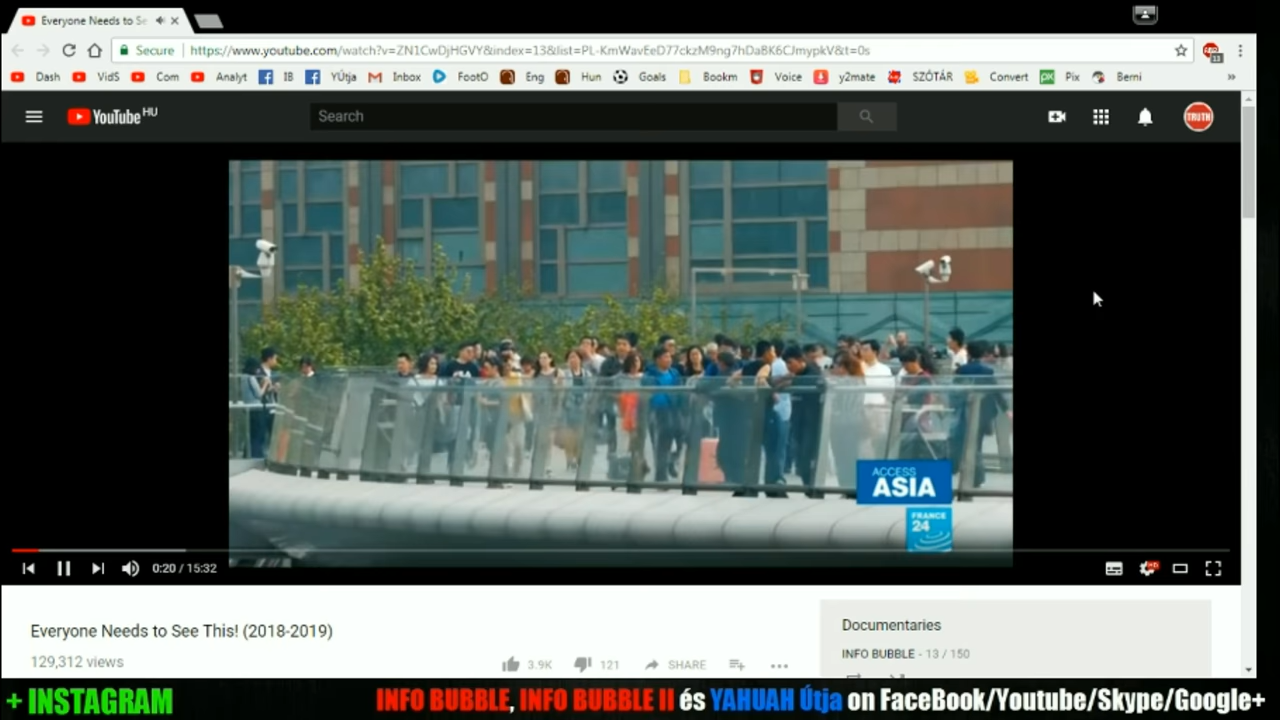 Everyone Needs to Se
Secure https://www.youtube.com/watch?v=ZN1CwDjHGVY&index=13&list=PL-KmWavEeD77ckzM9ng7hDaBK6CJmypkV&t=0s
Dash VidS Com Analyt IB YÚtja Inbox FootO Eng Hun Goals Bookm Voice y2mate SZÓTÁR Convert Pix Berni »
YouTube HU Search TRUTH
ACCESS
ASIA
FRANCE
24
0:20 / 15:32 HD
Everyone Needs to See This! (2018-2019)
129,312 views
3.9K 121 SHARE
Documentaries
INFO BUBBLE - 13 / 150
+ INSTAGRAM INFO BUBBLE, INFO BUBBLE II és YAHUAH Útja on FaceBook/Youtube/Skype/Google+